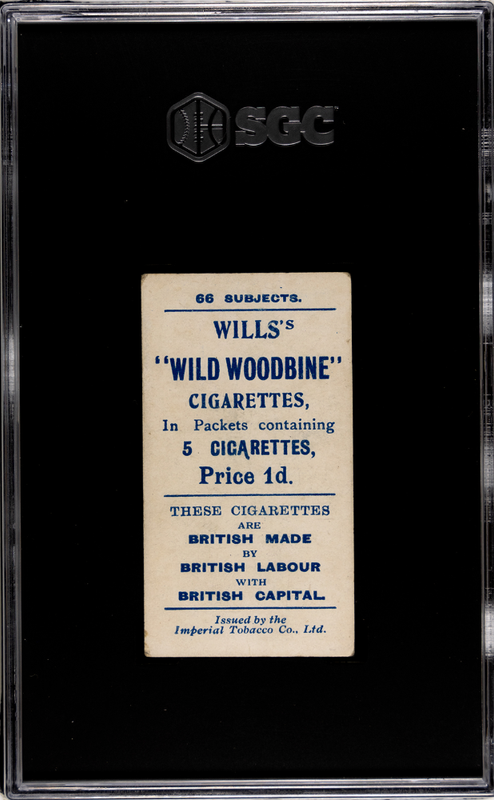 SGC
66 SUBJECTS.
WILLS'S
"WILD WOODBINE"
CIGARETTES,
In Packets containing
5 CIGARETTES,
Price 1d.
THESE CIGARETTES
ARE
BRITISH MADE
BY
BRITISH LABOUR
WITH
BRITISH CAPITAL
Issued by the
Imperial Tobacco Co., Ltd.